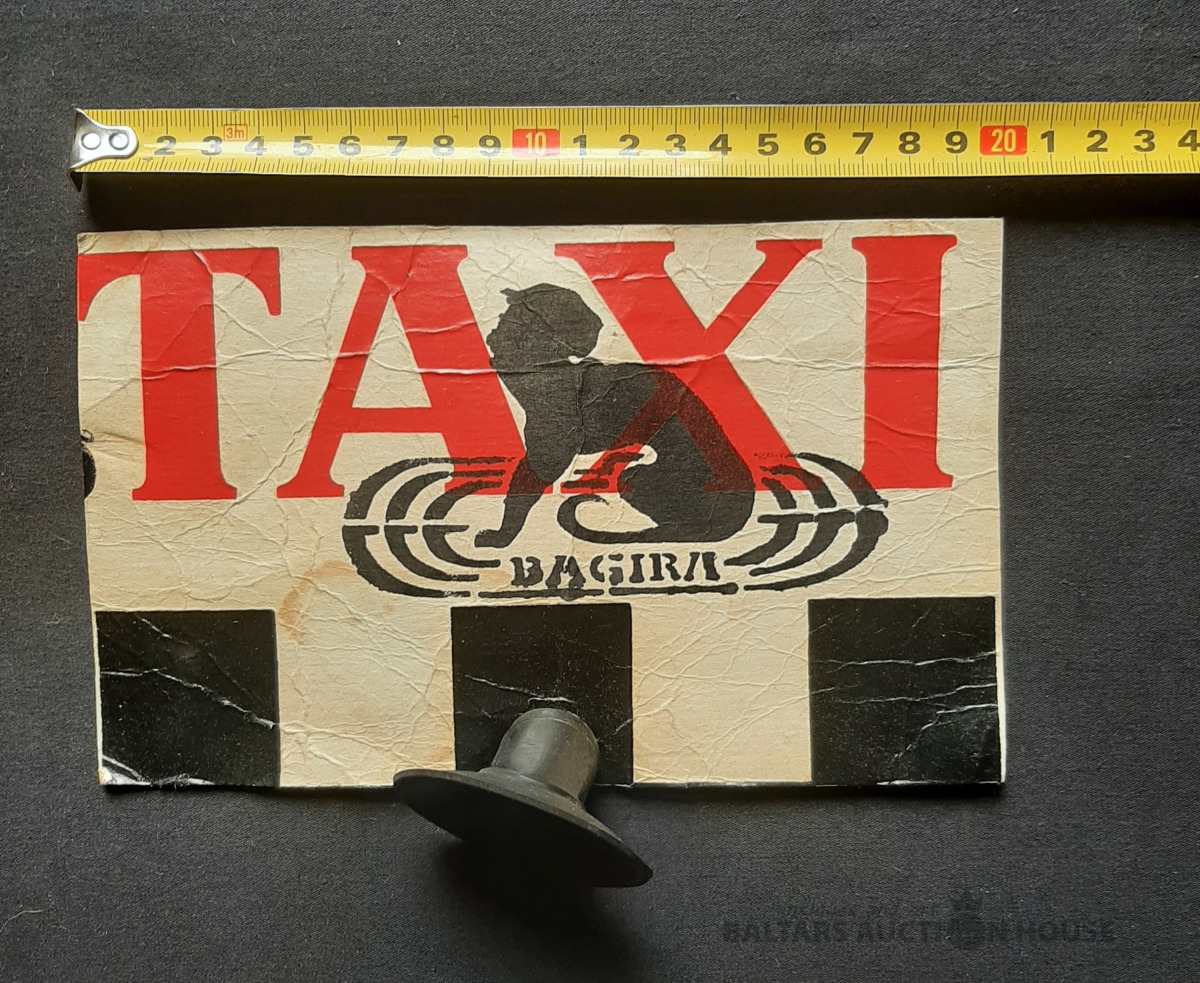 3m
2 3 4 5 6 7 8 9 10 1 2 3 4 5 6 7 8 9 20 1 2 3 4
TAXI
BAGIRA
BALTARS AUCTION HOUSE